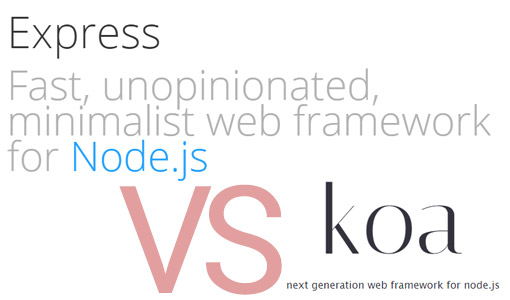 Express
Fast, unopinionated,
minimalist web framework
for Node.js
VS
koa
next generation web framework for node.js